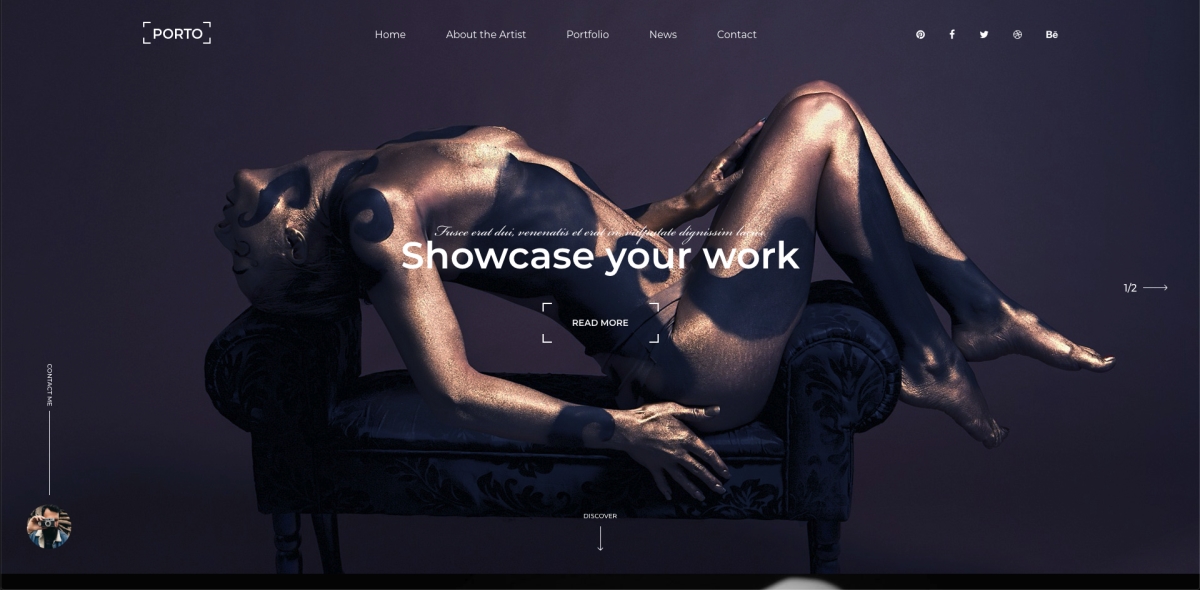 PORTO
Home
About the Artist
Portfolio
News
Contact
Bē
Fusce erat dui, venenatis et erat in, vulputate dignissim lacus
Showcase your work
READ MORE
1/2
CONTACT ME
DISCOVER